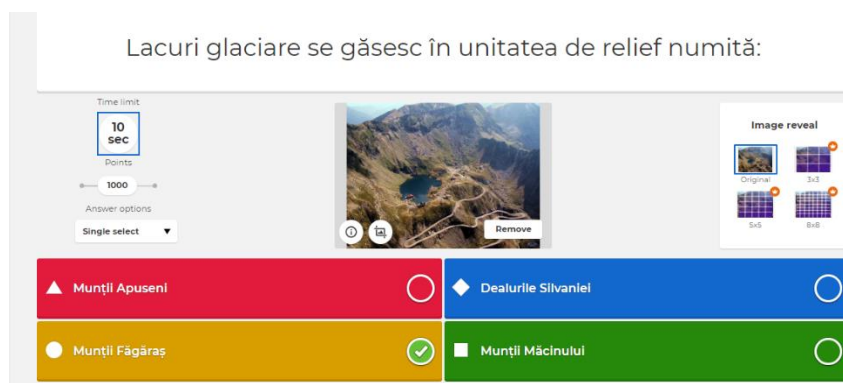 Lacuri glaciare se găsesc în unitatea de relief numită:
Time limit
10
sec
Points
1000
Answer options
Single select
Remove
Image reveal
Original
3x3
5x5
8x8
Munții Apuseni
Dealurile Silvaniei
Munții Făgăraș
Munții Măcinului